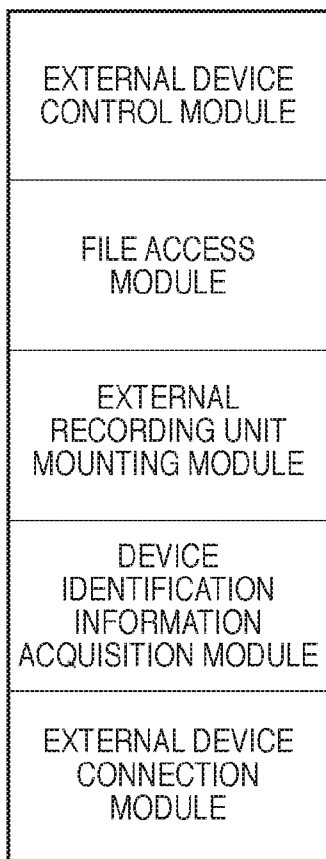 EXTERNAL DEVICE
CONTROL MODULE
FILE ACCESS
MODULE
EXTERNAL
RECORDING UNIT
MOUNTING MODULE
DEVICE
IDENTIFICATION
INFORMATION
ACQUISITION MODULE
EXTERNAL DEVICE
CONNECTION
MODULE